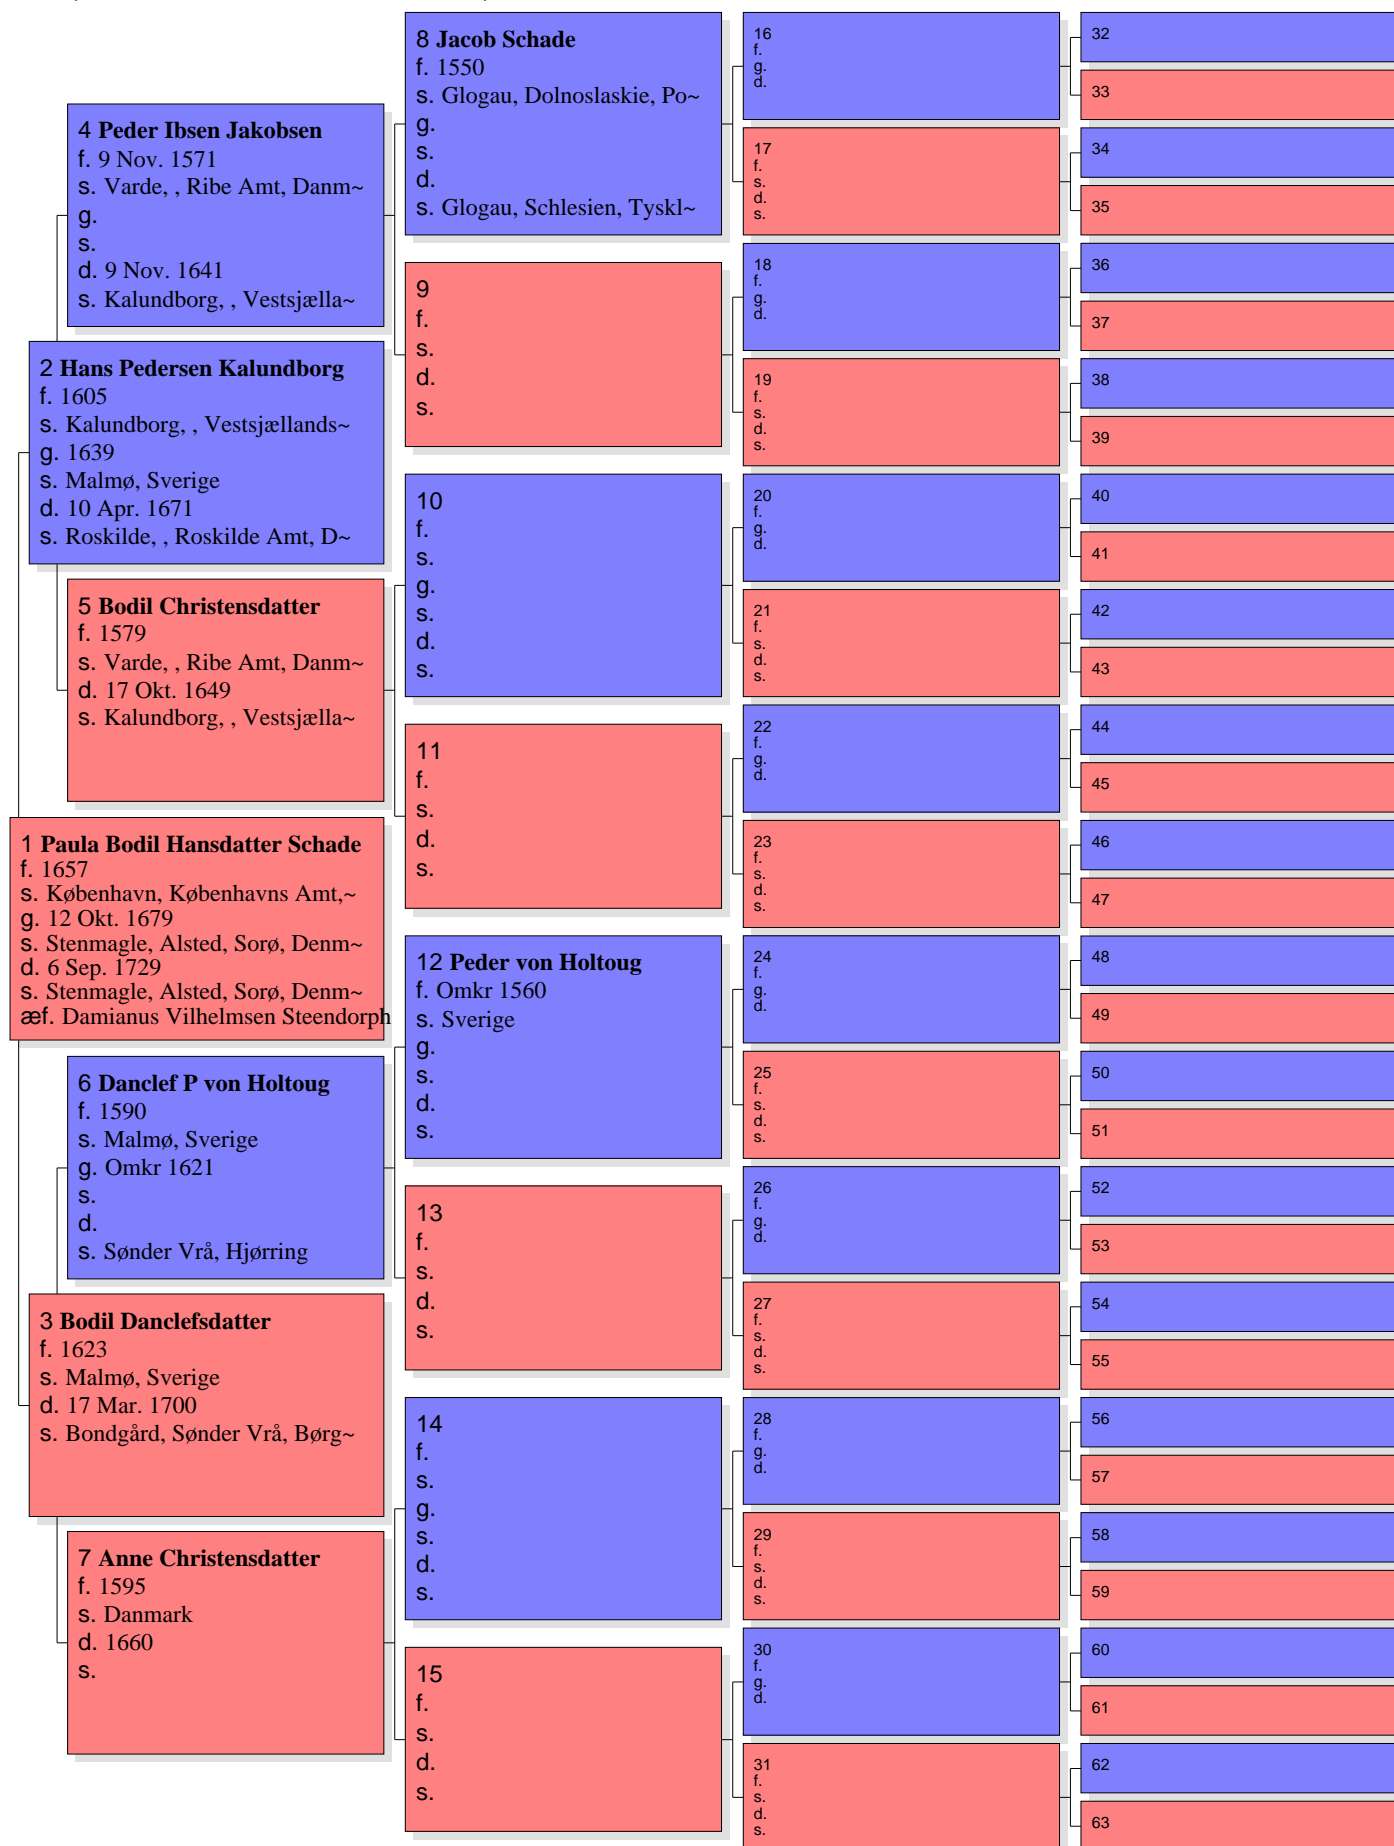 4 Peder Ibsen Jakobsen
f. 9 Nov. 1571
s. Varde, , Ribe Amt, Danm~
g.
s.
d. 9 Nov. 1641
s. Kalundborg, , Vestsjælla~
2 Hans Pedersen Kalundborg
f. 1605
s. Kalundborg, , Vestsjællands~
g. 1639
s. Malmø, Sverige
d. 10 Apr. 1671
s. Roskilde, , Roskilde Amt, D~
5 Bodil Christensdatter
f. 1579
s. Varde, , Ribe Amt, Danm~
d. 17 Okt. 1649
s. Kalundborg, , Vestsjælla~
1 Paula Bodil Hansdatter Schade
f. 1657
s. København, Københavns Amt,~
g. 12 Okt. 1679
s. Stenmagle, Alsted, Sorø, Denm~
d. 6 Sep. 1729
s. Stenmagle, Alsted, Sorø, Denm~
æf. Damianus Vilhelmsen Steendorph
6 Danclef P von Holtoug
f. 1590
s. Malmø, Sverige
g. Omkr 1621
s.
d.
s. Sønder Vrå, Hjørring
3 Bodil Danclefsdatter
f. 1623
s. Malmø, Sverige
d. 17 Mar. 1700
s. Bondgård, Sønder Vrå, Børg~
7 Anne Christensdatter
f. 1595
s. Danmark
d. 1660
s.
8 Jacob Schade
f. 1550
s. Glogau, Dolnoslaskie, Po~
g.
s.
d.
s. Glogau, Schlesien, Tyskl~
9
f.
s.
d.
s.
10
f.
s.
g.
s.
d.
s.
11
f.
s.
d.
s.
12 Peder von Holtoug
f. Omkr 1560
s. Sverige
g.
s.
d.
s.
13
f.
s.
d.
s.
14
f.
s.
g.
s.
d.
s.
15
f.
s.
d.
s.
16
f.
g.
d.
17
f.
s.
d.
s.
18
f.
g.
d.
19
f.
s.
d.
s.
20
f.
g.
d.
21
f.
s.
d.
s.
22
f.
g.
d.
23
f.
s.
d.
s.
24
f.
g.
d.
25
f.
s.
d.
s.
26
f.
g.
d.
27
f.
s.
d.
s.
28
f.
g.
d.
29
f.
s.
d.
s.
30
f.
g.
d.
31
f.
s.
d.
s.
32
33
34
35
36
37
38
39
40
41
42
43
44
45
46
47
48
49
50
51
52
53
54
55
56
57
58
59
60
61
62
63